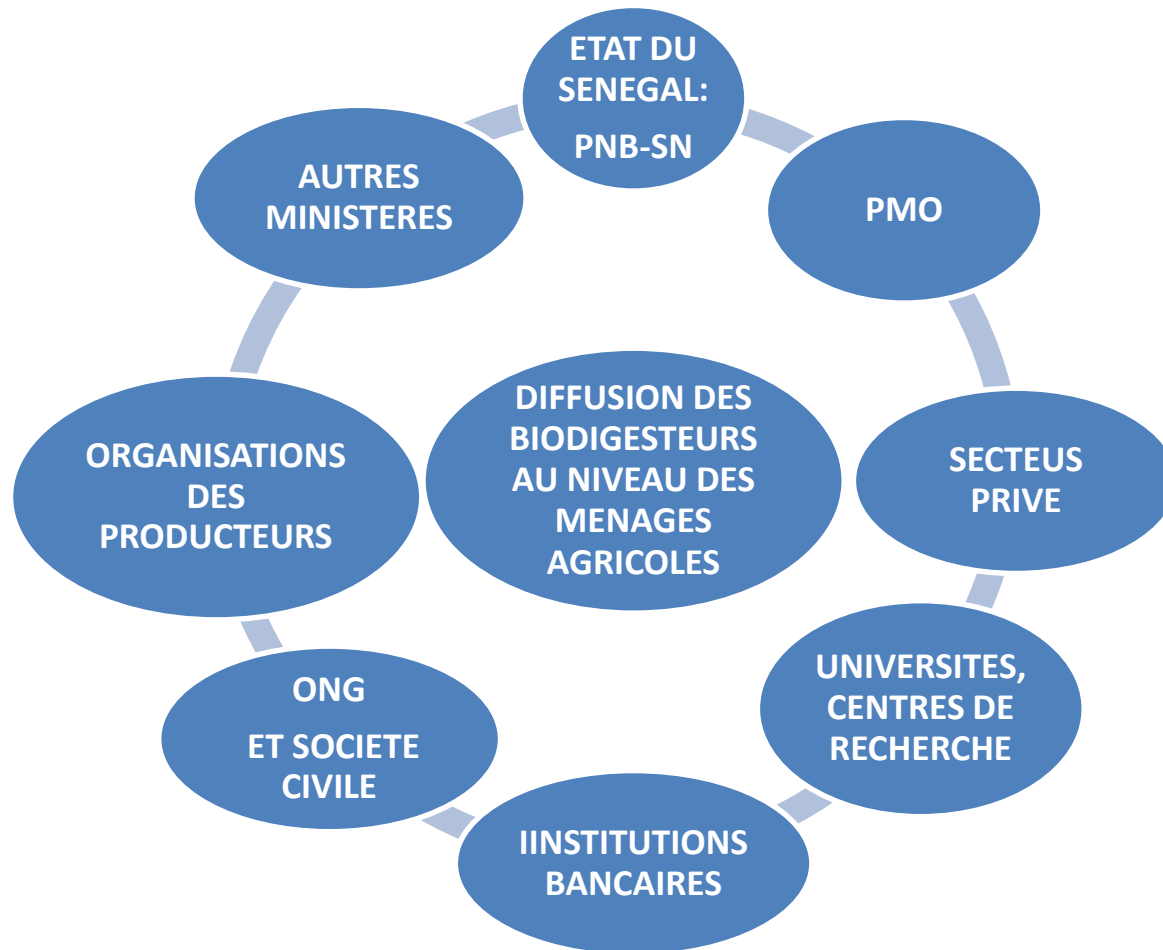 ETAT DU
SENEGAL:
PNB-SN
PMO
SECTEUS
PRIVE
UNIVERSITES,
CENTRES DE
RECHERCHE
IINSTITUTIONS
BANCAIRES
ONG
ET SOCIETE
CIVILE
ORGANISATIONS
DES
PRODUCTEURS
AUTRES
MINISTERES
DIFFUSION DES
BIODIGESTEURS
AU NIVEAU DES
MENAGES
AGRICOLES